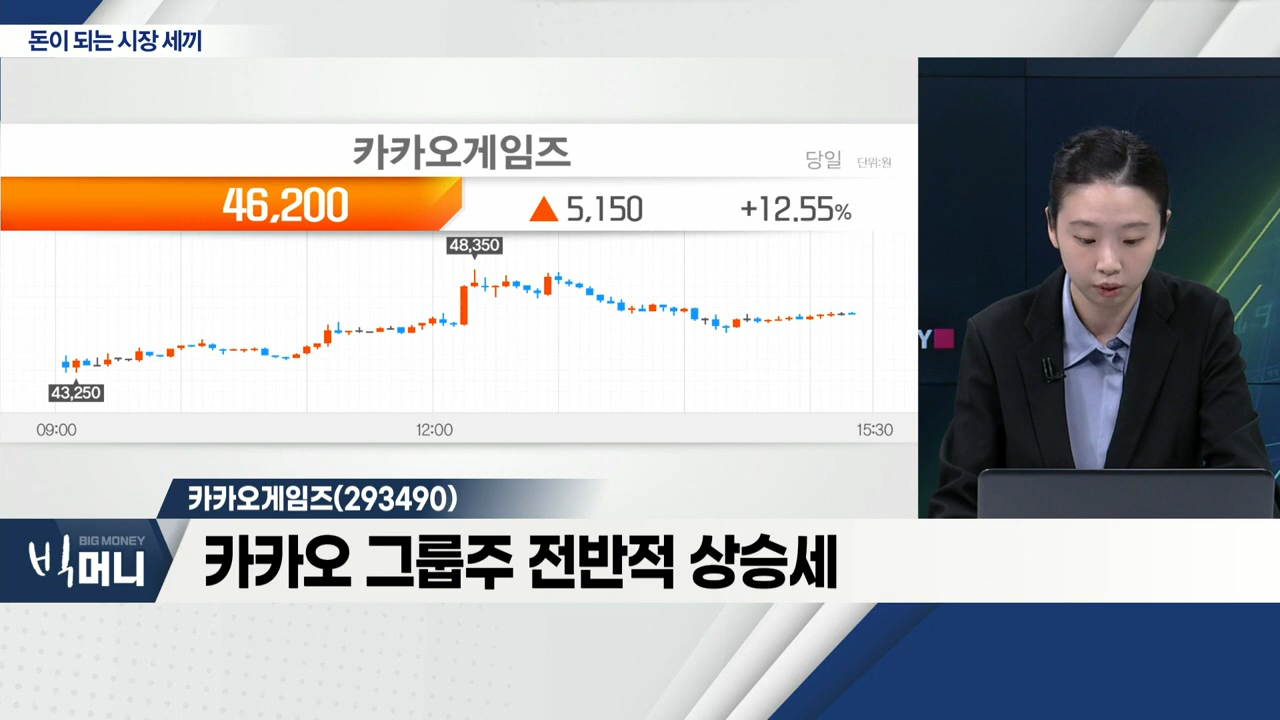 돈이 되는 시장 세끼
카카오게임즈
당일 단위:원
46,200 ▲ 5,150 +12.55%
48,350
43,250
09:00 12:00 15:30
Y
카카오게임즈(293490)
BIG MONEY
빅머니
카카오 그룹주 전반적 상승세